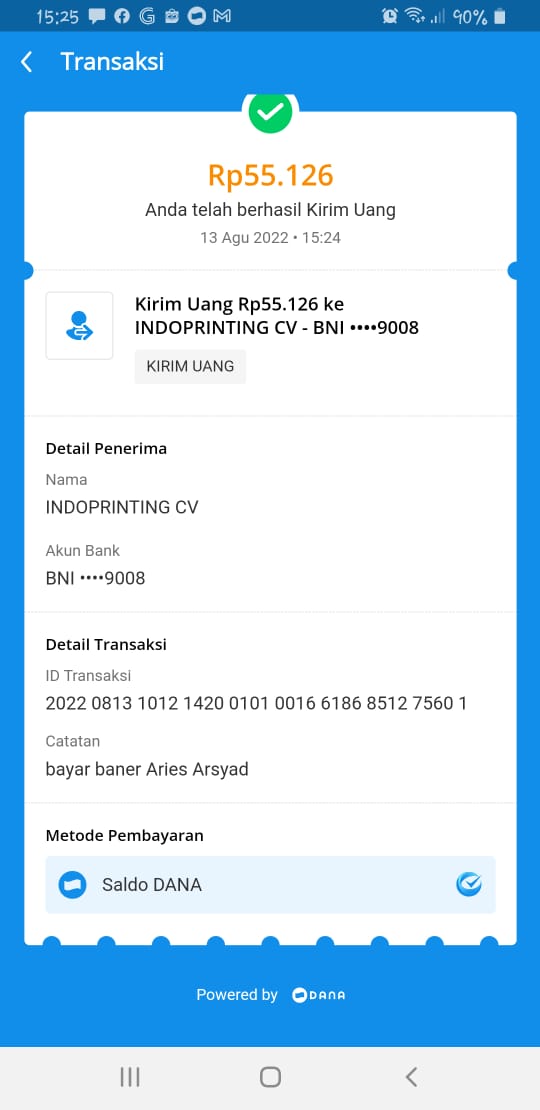 15:25
90%
Transaksi
Rp55.126
Anda telah berhasil Kirim Uang
13 Agu 2022 • 15:24
Kirim Uang Rp55.126 ke
INDOPRINTING CV - BNI ••••9008
KIRIM UANG
Detail Penerima
Nama
INDOPRINTING CV
Akun Bank
BNI ••••9008
Detail Transaksi
ID Transaksi
2022 0813 1012 1420 0101 0016 6186 8512 7560 1
Catatan
bayar baner Aries Arsyad
Metode Pembayaran
Saldo DANA
Powered by DANA